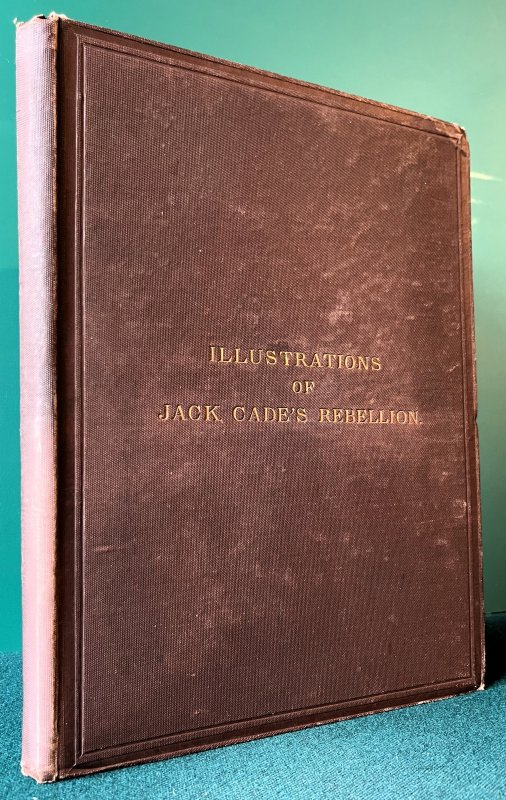 ILLUSTRATIONS
OF
JACK CADE'S REBELLION.